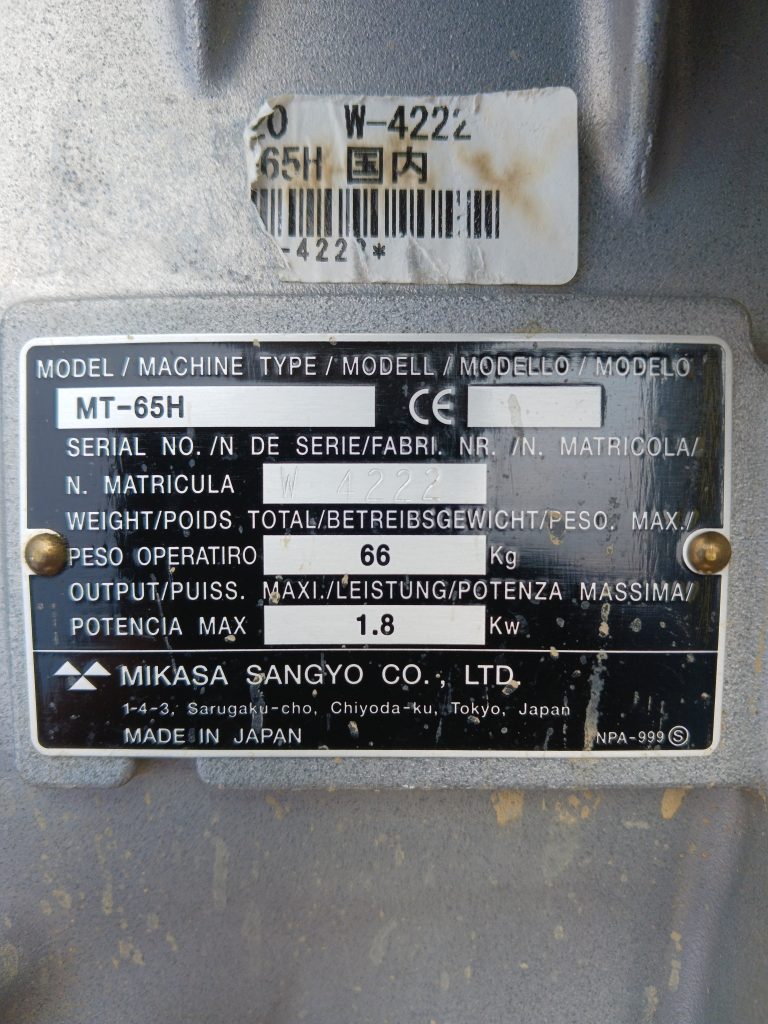 20 W-4222
-65H 国内
-4222*
MODEL / MACHINE TYPE / MODELL / MODELLO / MODELO
MT-65H CE
SERIAL NO. /N DE SERIE/FABRI. NR. /N. MATRICOLA/
N. MATRICULA W 4222
WEIGHT/POIDS TOTAL/BETREIBSGEWICHT/PESO. MAX./
PESO OPERATIRO 66 Kg
OUTPUT/PUISS. MAXI./LEISTUNG/POTENZA MASSIMA/
POTENCIA MAX 1.8 Kw
MIKASA SANGYO CO., LTD.
1-4-3, Sarugaku-cho, Chiyoda-ku, Tokyo, Japan
MADE IN JAPAN NPA-999 Ⓢ